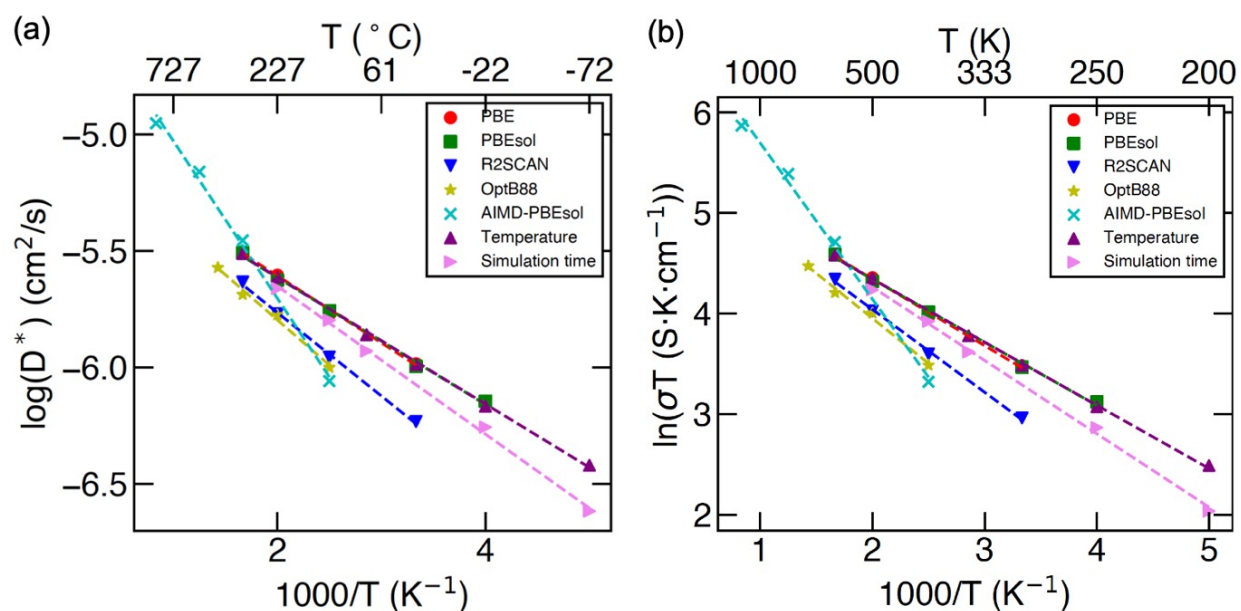 (a)
T (°C)
727 227 61 -22 -72
log(D*) (cm²/s)
−5.0
−5.5
−6.0
−6.5
PBE
PBEsol
R2SCAN
OptB88
AIMD-PBEsol
Temperature
Simulation time
2 4
1000/T (K⁻¹)
(b)
T (K)
1000 500 333 250 200
ln(σT (S·K·cm⁻¹))
6
5
4
3
2
PBE
PBEsol
R2SCAN
OptB88
AIMD-PBEsol
Temperature
Simulation time
1 2 3 4 5
1000/T (K⁻¹)